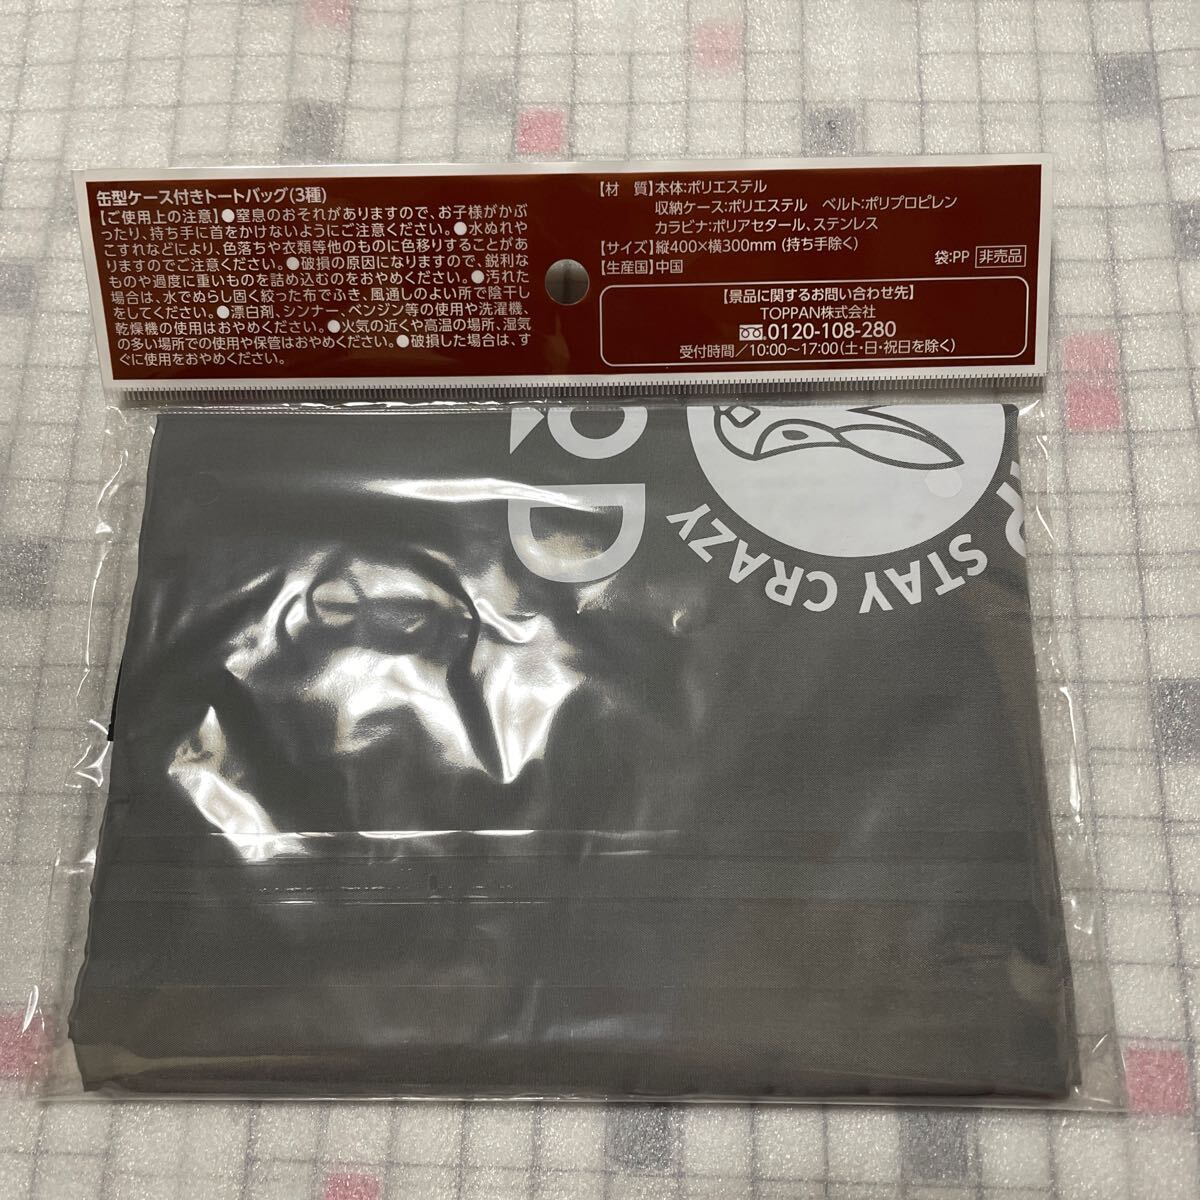 缶型ケース付きトートバッグ(3種)
【ご使用上の注意】●窒息のおそれがありますので、お子様がかぶ
ったり、持ち手に首をかけないようにご注意ください。●水ぬれや
こすれなどにより、色落ちや衣類等他のものに色移りすることがあ
りますのでご注意ください。●破損の原因になりますので、鋭利な
ものや過度に重いものを詰め込むのをおやめください。●汚れた
場合は、水でぬらし固く絞った布でふき、風通しのよい所で陰干し
をしてください。●漂白剤、シンナー、ベンジン等の使用や洗濯機、
乾燥機の使用はおやめください。●火気の近くや高温の場所、湿気
の多い場所での使用や保管はおやめください。●破損した場合は、す
ぐに使用をおやめください。
【材　質】本体:ポリエステル
収納ケース:ポリエステル　ベルト:ポリプロピレン
カラビナ:ポリアセタール、ステンレス
【サイズ】縦400×横300mm (持ち手除く)
【生産国】中国
袋:PP 非売品
【景品に関するお問い合わせ先】
TOPPAN株式会社
0120-108-280
受付時間/10:00〜17:00(土・日・祝日を除く)
STAY CRAZY
D
R